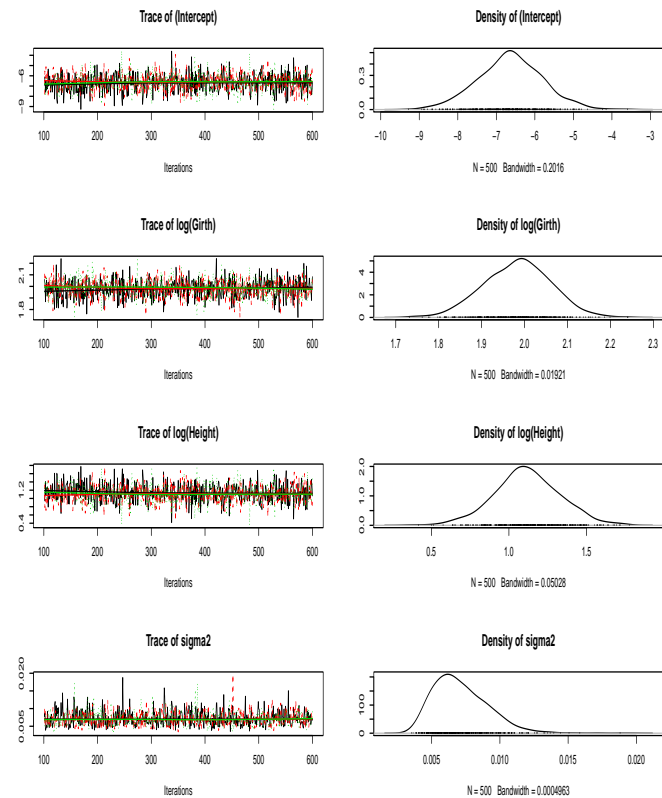 Trace of (Intercept)
−6
−9
100 200 300 400 500 600
Iterations
Density of (Intercept)
0.3
0.0
−10 −9 −8 −7 −6 −5 −4 −3
N = 500 Bandwidth = 0.2016
Trace of log(Girth)
2.1
1.8
100 200 300 400 500 600
Iterations
Density of log(Girth)
4
2
0
1.7 1.8 1.9 2.0 2.1 2.2 2.3
N = 500 Bandwidth = 0.01921
Trace of log(Height)
1.2
0.4
100 200 300 400 500 600
Iterations
Density of log(Height)
2.0
1.0
0.0
0.5 1.0 1.5
N = 500 Bandwidth = 0.05028
Trace of sigma2
0.020
0.005
100 200 300 400 500 600
Iterations
Density of sigma2
100
0
0.005 0.010 0.015 0.020
N = 500 Bandwidth = 0.0004963